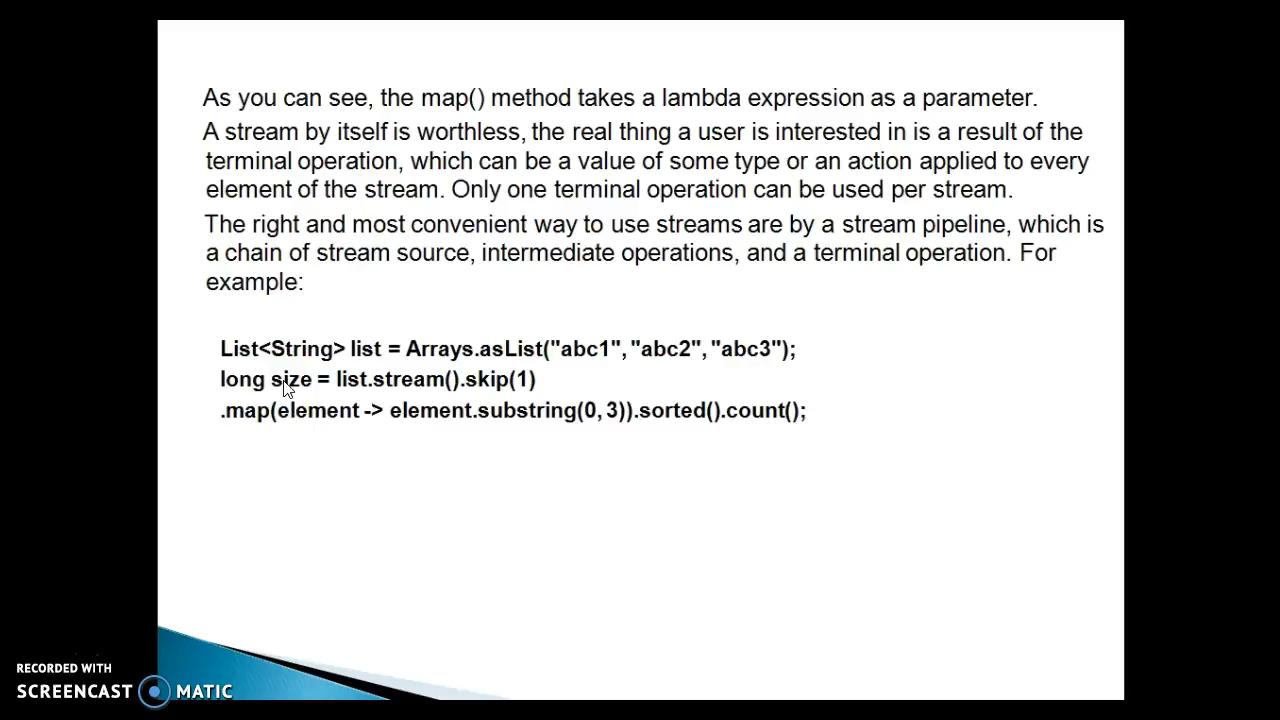 As you can see, the map() method takes a lambda expression as a parameter.
A stream by itself is worthless, the real thing a user is interested in is a result of the
terminal operation, which can be a value of some type or an action applied to every
element of the stream. Only one terminal operation can be used per stream.
The right and most convenient way to use streams are by a stream pipeline, which is
a chain of stream source, intermediate operations, and a terminal operation. For
example:
List<String> list = Arrays.asList("abc1", "abc2", "abc3");
long size = list.stream().skip(1)
.map(element -> element.substring(0, 3)).sorted().count();
RECORDED WITH
SCREENCAST MATIC